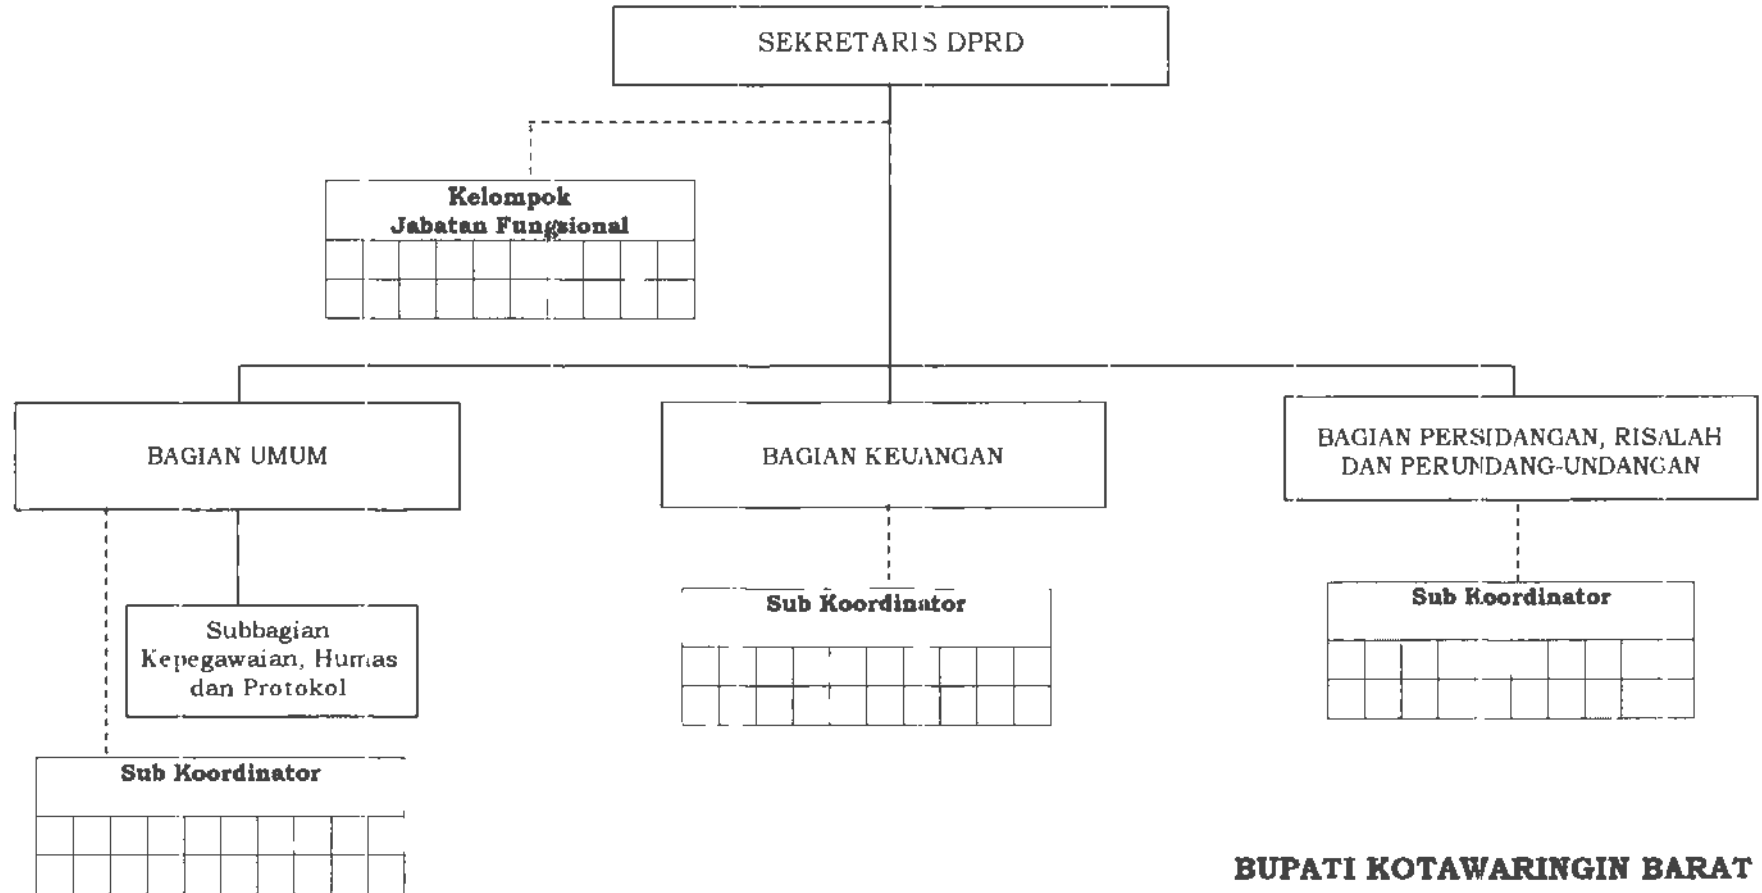 SEKRETARIS DPRD
Kelompok
Jabatan Fungsional
BAGIAN UMUM
BAGIAN KEUANGAN
BAGIAN PERSIDANGAN, RISALAH
DAN PERUNDANG-UNDANGAN
Subbagian
Kepegawaian, Humas
dan Protokol
Sub Koordinator
Sub Koordinator
Sub Koordinator
BUPATI KOTAWARINGIN BARAT